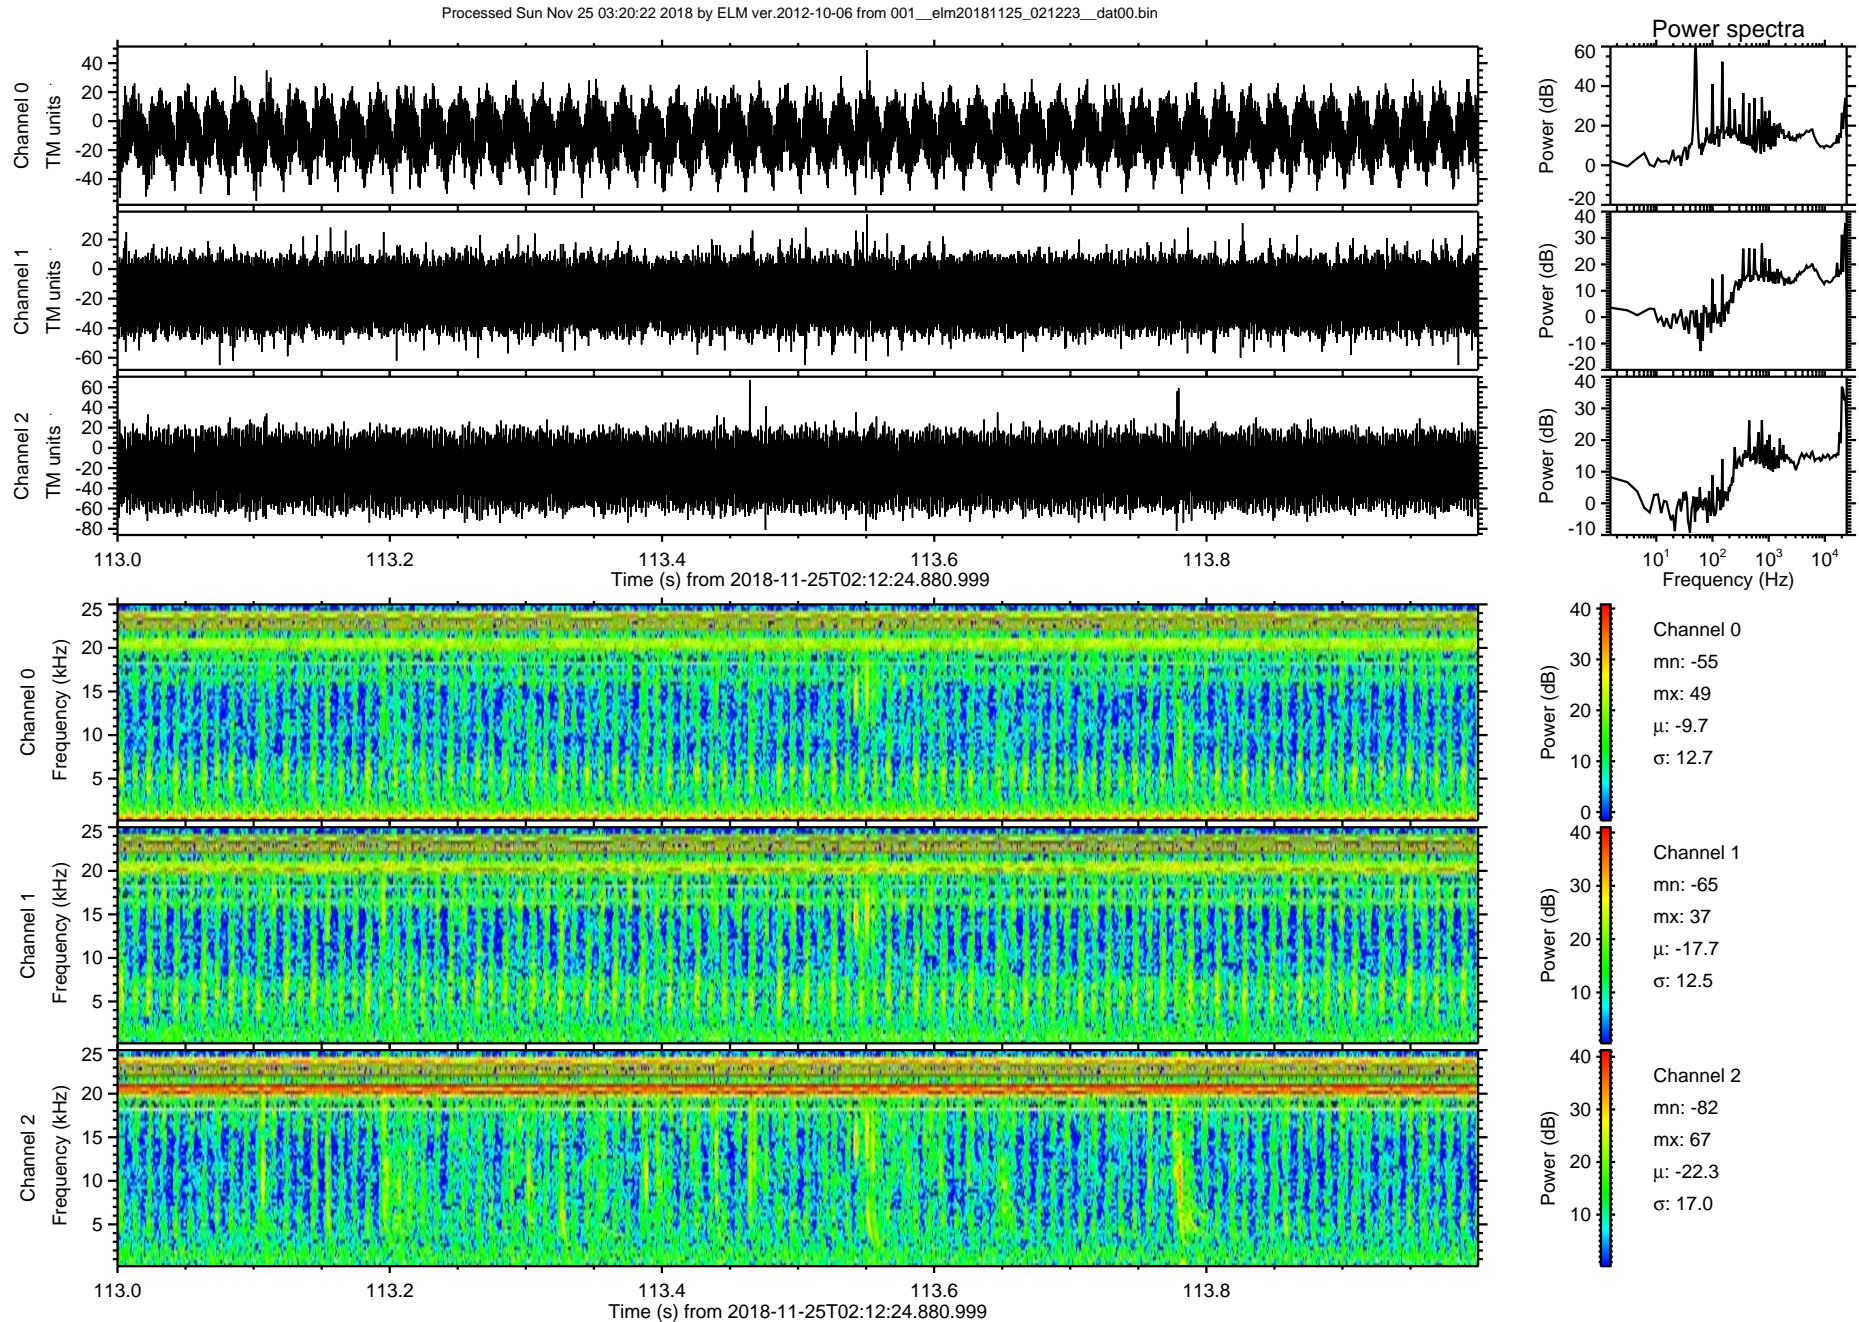 Processed Sun Nov 25 03:20:22 2018 by ELM ver.2012-10-06 from 001__elm20181125_021223__dat00.bin
Power spectra
Channel 0
TM units
40
20
0
-20
-40
Power (dB)
60
40
20
0
-20
Channel 1
TM units
20
0
-20
-40
-60
Power (dB)
40
30
20
10
0
-10
-20
Channel 2
TM units
60
40
20
0
-20
-40
-60
-80
Power (dB)
40
30
20
10
0
-10
113.0 113.2 113.4 113.6 113.8
Time (s) from 2018-11-25T02:12:24.880.999
10^1 10^2 10^3 10^4
Frequency (Hz)
Channel 0
Frequency (kHz)
25
20
15
10
5
Power (dB)
40
30
20
10
0
Channel 0
mn: -55
mx: 49
μ: -9.7
σ: 12.7
Channel 1
Frequency (kHz)
25
20
15
10
5
Power (dB)
40
30
20
10
Channel 1
mn: -65
mx: 37
μ: -17.7
σ: 12.5
Channel 2
Frequency (kHz)
25
20
15
10
5
Power (dB)
40
30
20
10
Channel 2
mn: -82
mx: 67
μ: -22.3
σ: 17.0
113.0 113.2 113.4 113.6 113.8
Time (s) from 2018-11-25T02:12:24.880.999